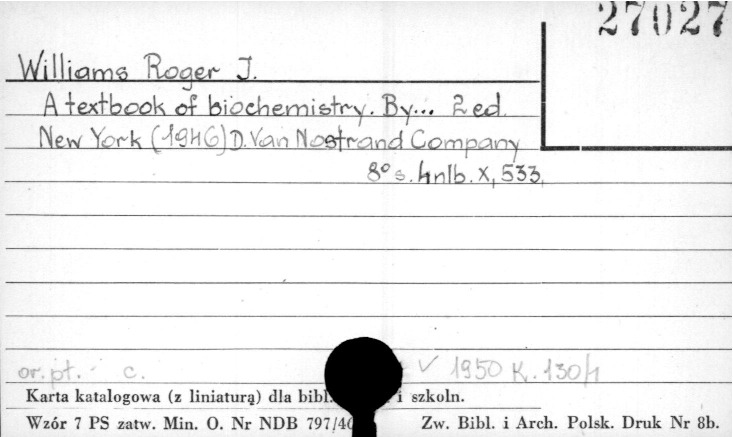 27027
Williams Roger J.
A textbook of biochemistry. By... 2 ed.
New York (1946) D. Van Nostrand Company
8° s. 4nlb. X, 533,
or. pt. - c. V 1950 K. 130/1
Karta katalogowa (z liniaturą) dla bibl. i szkoln.
Wzór 7 PS zatw. Min. O. Nr NDB 797/46 Zw. Bibl. i Arch. Polsk. Druk Nr 8b.